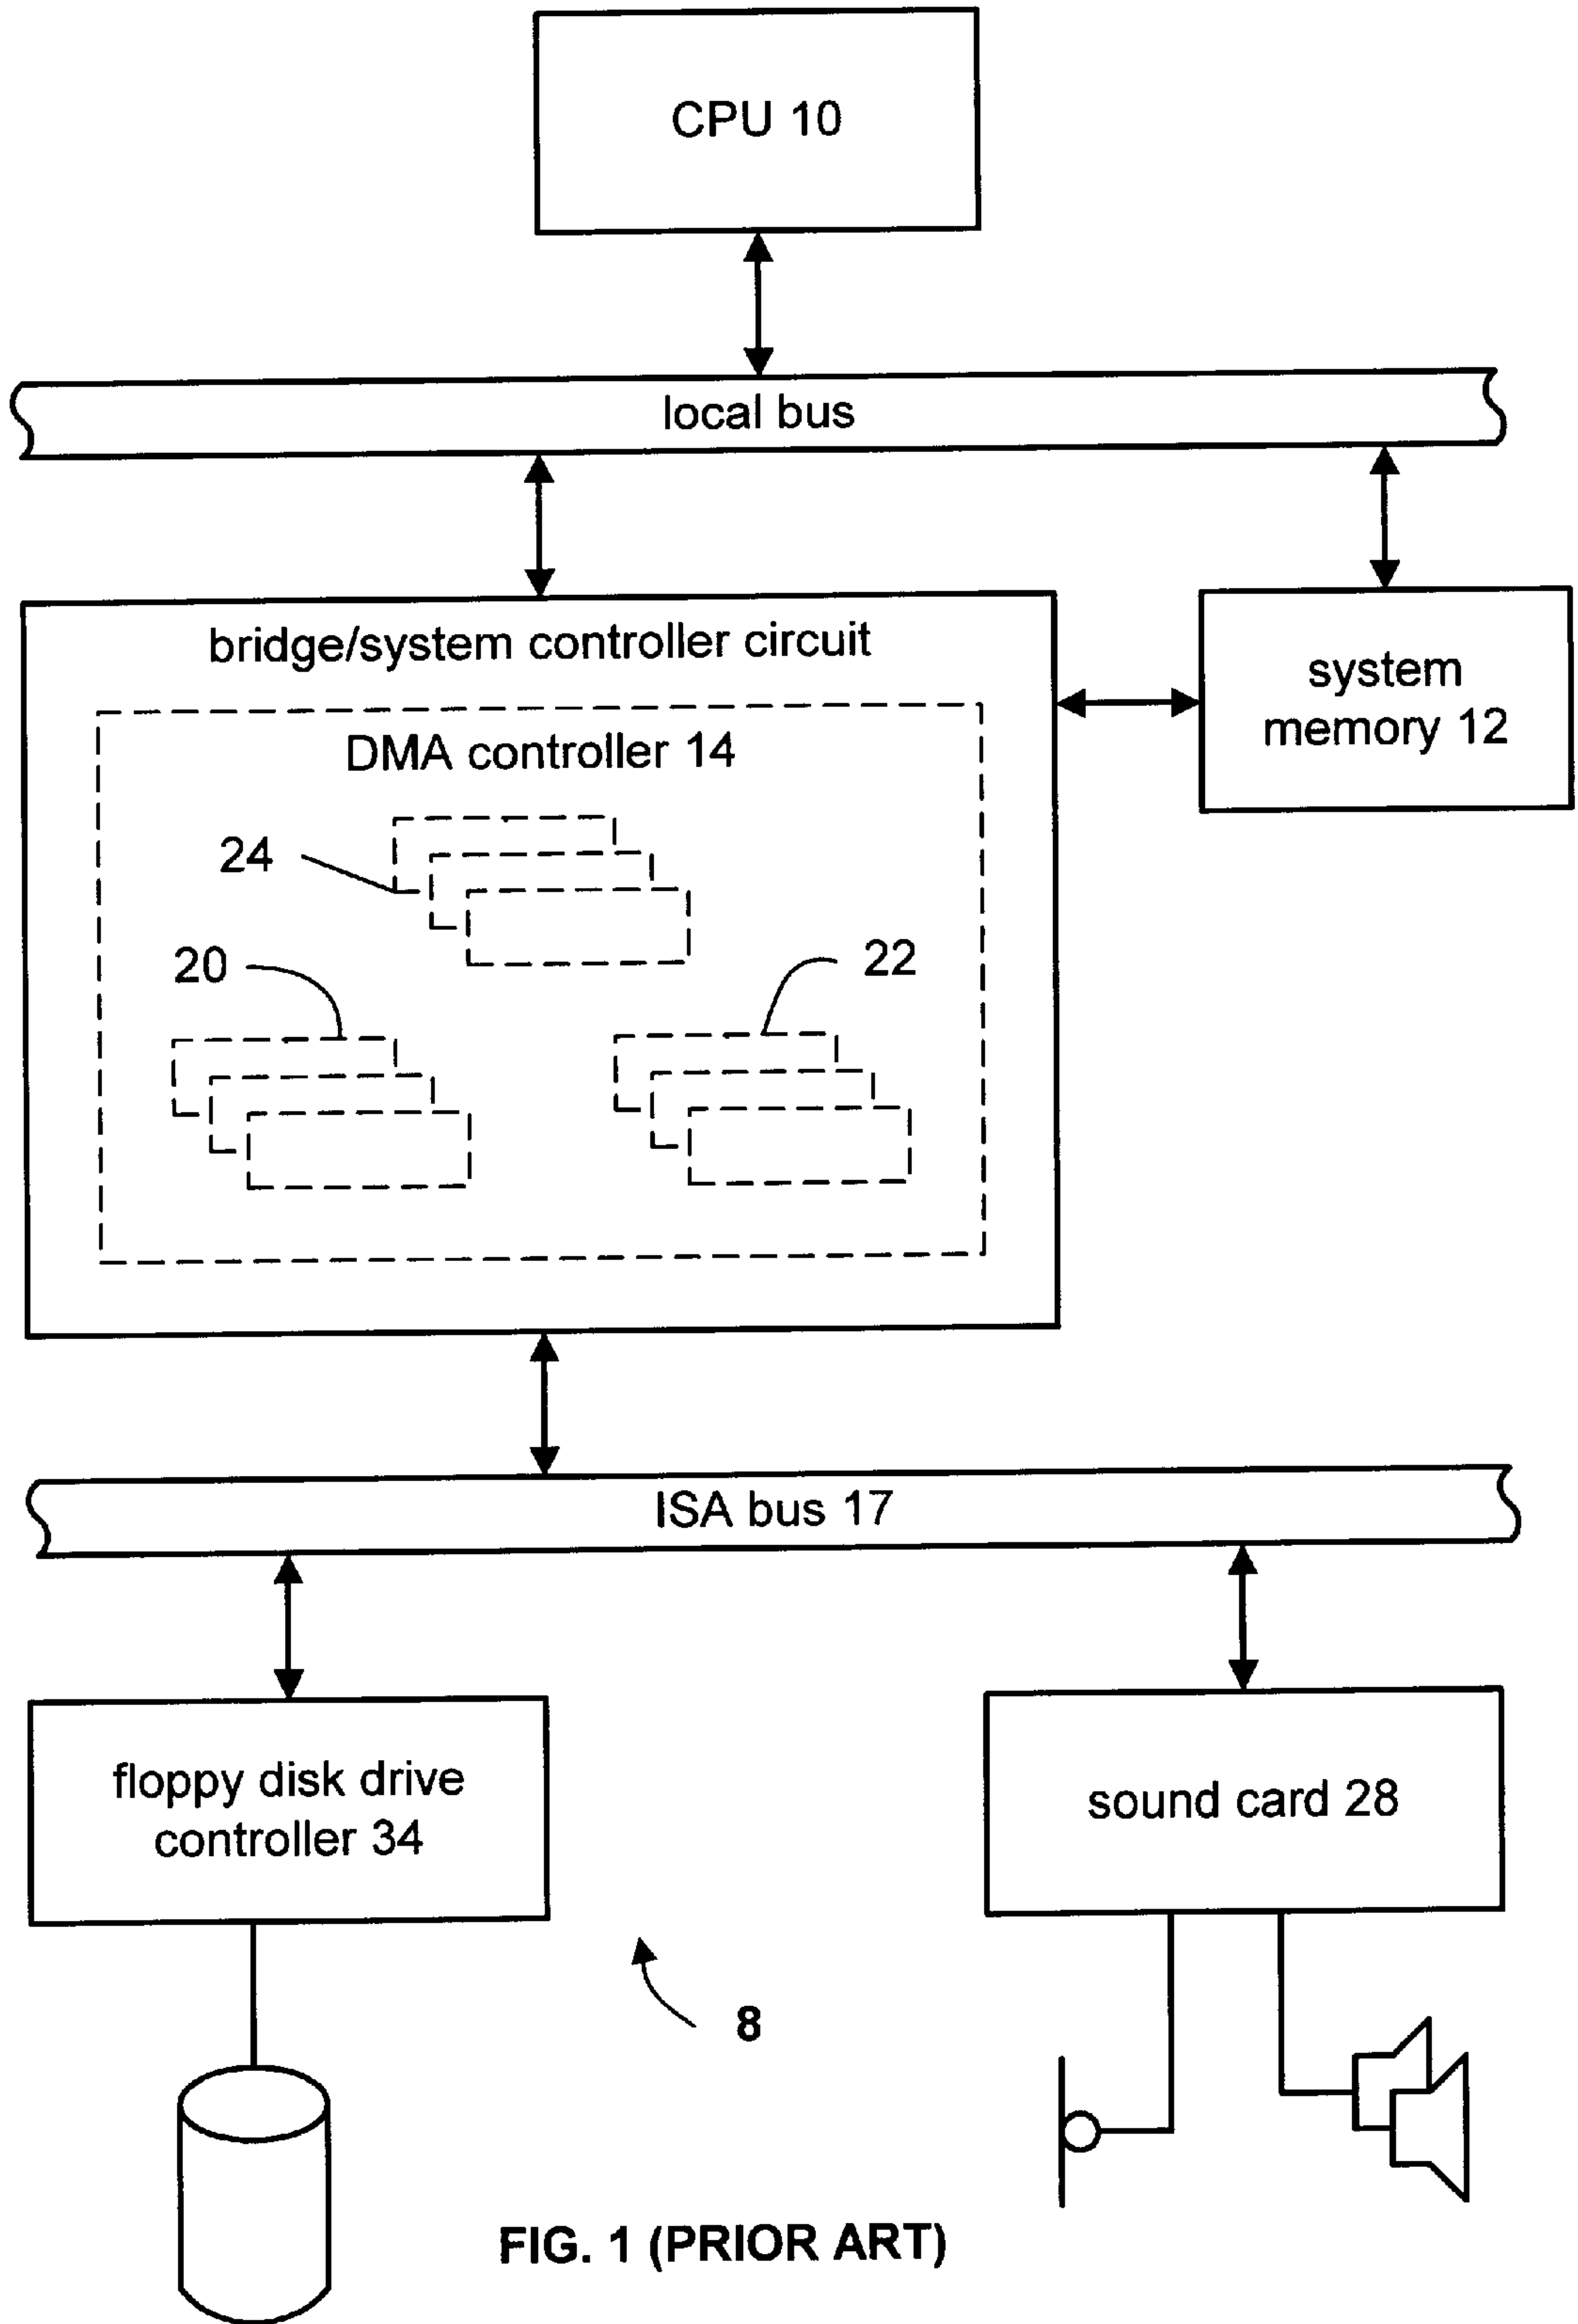 CPU 10
local bus
bridge/system controller circuit
system
memory 12
DMA controller 14
24
20
22
ISA bus 17
floppy disk drive
controller 34
sound card 28
8
FIG. 1 (PRIOR ART)